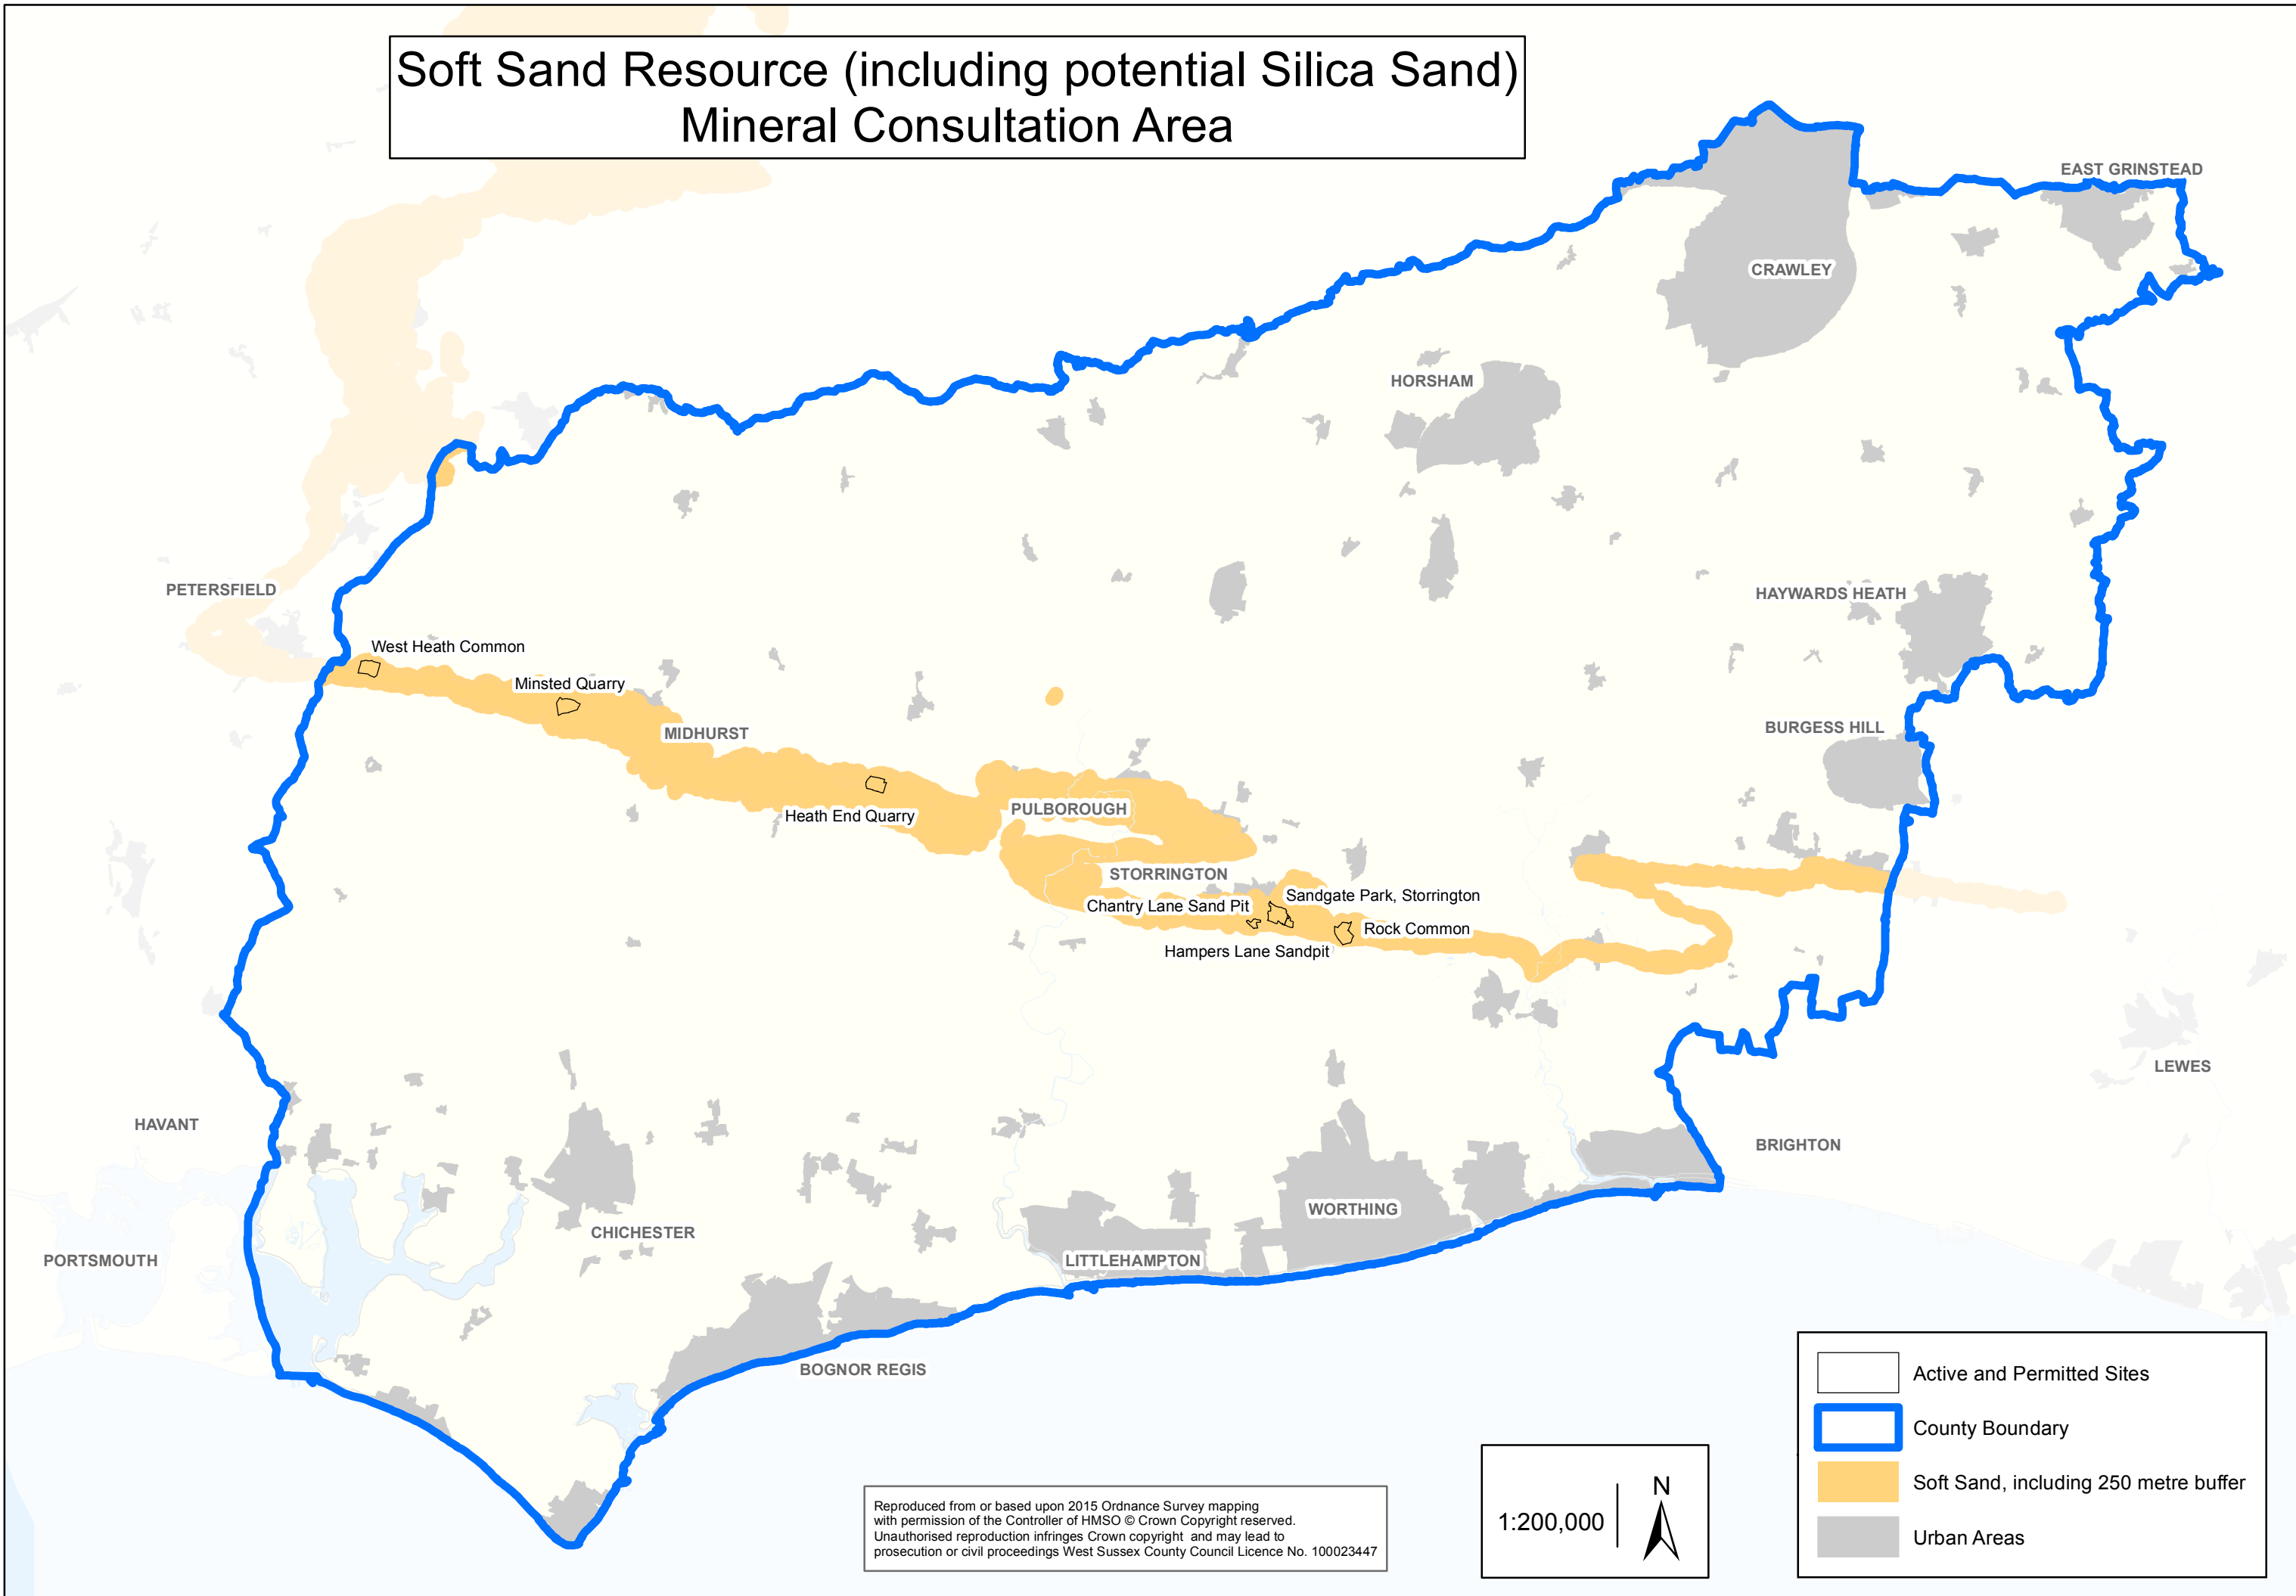 Soft Sand Resource (including potential Silica Sand)
Mineral Consultation Area
EAST GRINSTEAD
CRAWLEY
HORSHAM
PETERSFIELD
HAYWARDS HEATH
West Heath Common
Minsted Quarry
MIDHURST
BURGESS HILL
PULBOROUGH
Heath End Quarry
STORRINGTON
Sandgate Park, Storrington
Chantry Lane Sand Pit
Rock Common
Hampers Lane Sandpit
LEWES
HAVANT
BRIGHTON
WORTHING
CHICHESTER
PORTSMOUTH
LITTLEHAMPTON
BOGNOR REGIS
Active and Permitted Sites
County Boundary
Soft Sand, including 250 metre buffer
Urban Areas
N
1:200,000
Reproduced from or based upon 2015 Ordnance Survey mapping
with permission of the Controller of HMSO © Crown Copyright reserved.
Unauthorised reproduction infringes Crown copyright and may lead to
prosecution or civil proceedings West Sussex County Council Licence No. 100023447